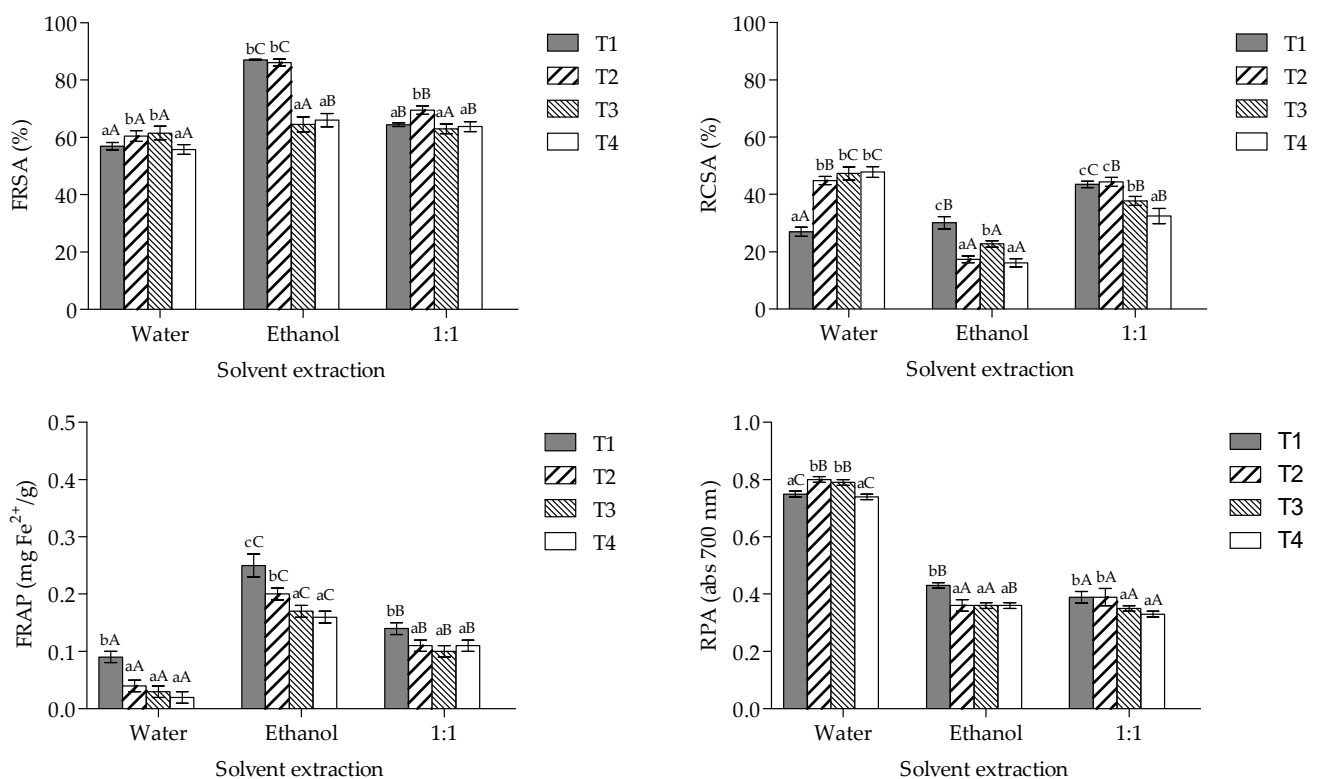 100
80
60
40
20
0
FRSA (%)
aA bA bA aA
bC bC aA aB
aB bB aA aB
Water Ethanol 1:1
Solvent extraction
T1
T2
T3
T4
100
80
60
40
20
0
RCSA (%)
aA bB bC bC
cB aA bA aA
cC cB bB aB
Water Ethanol 1:1
Solvent extraction
T1
T2
T3
T4
0.5
0.4
0.3
0.2
0.1
0.0
FRAP (mg Fe²⁺/g)
bA aA aA aA
cC bC aC aC
bB aB aB aB
Water Ethanol 1:1
Solvent extraction
T1
T2
T3
T4
1.0
0.8
0.6
0.4
0.2
0.0
RPA (abs 700 nm)
aC bB bB aC
bB aA aA aB
bA bA aA aA
Water Ethanol 1:1
Solvent extraction
T1
T2
T3
T4